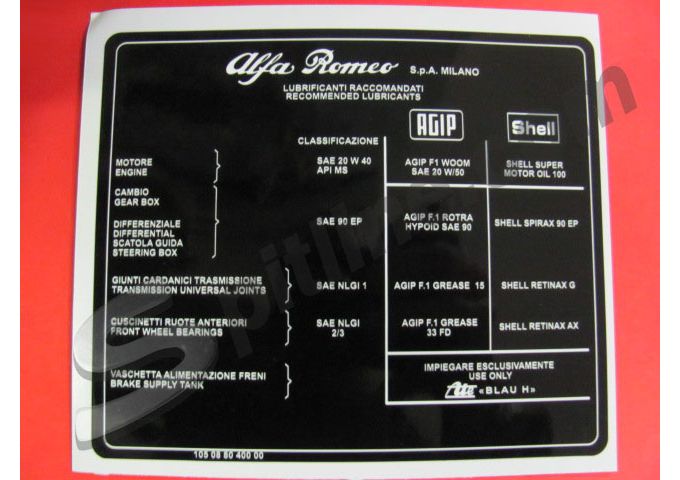 Alfa Romeo S.p.A. MILANO
LUBRIFICANTI RACCOMANDATI
RECOMMENDED LUBRICANTS
CLASSIFICAZIONE
AGIP
Shell
MOTORE
ENGINE
SAE 20 W 40
API MS
AGIP F1 WOOM
SAE 20 W/50
SHELL SUPER
MOTOR OIL 100
CAMBIO
GEAR BOX
DIFFERENZIALE
DIFFERENTIAL
SCATOLA GUIDA
STEERING BOX
SAE 90 EP
AGIP F.1 ROTRA
HYPOID SAE 90
SHELL SPIRAX 90 EP
GIUNTI CARDANICI TRASMISSIONE
TRANSMISSION UNIVERSAL JOINTS
SAE NLGI 1
AGIP F.1 GREASE 15
SHELL RETINAX G
CUSCINETTI RUOTE ANTERIORI
FRONT WHEEL BEARINGS
SAE NLGI
2/3
AGIP F.1 GREASE
33 FD
SHELL RETINAX AX
VASCHETTA ALIMENTAZIONE FRENI
BRAKE SUPPLY TANK
IMPIEGARE ESCLUSIVAMENTE
USE ONLY
Ate «BLAU H»
105 08 80 400 00